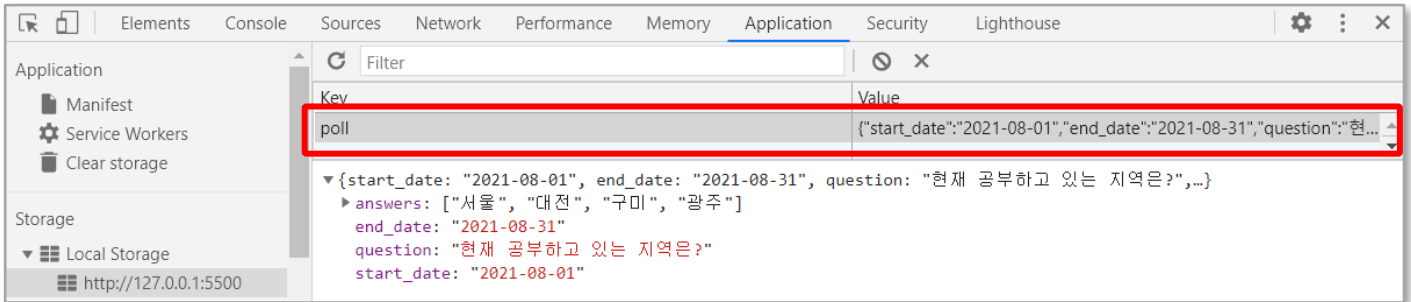 Elements Console Sources Network Performance Memory Application Security Lighthouse
Application
Manifest
Service Workers
Clear storage
Storage
Local Storage
http://127.0.0.1:5500
Filter
Key Value
poll {"start_date":"2021-08-01","end_date":"2021-08-31","question":"현...
▼{start_date: "2021-08-01", end_date: "2021-08-31", question: "현재 공부하고 있는 지역은?",…}
▶answers: ["서울", "대전", "구미", "광주"]
end_date: "2021-08-31"
question: "현재 공부하고 있는 지역은?"
start_date: "2021-08-01"